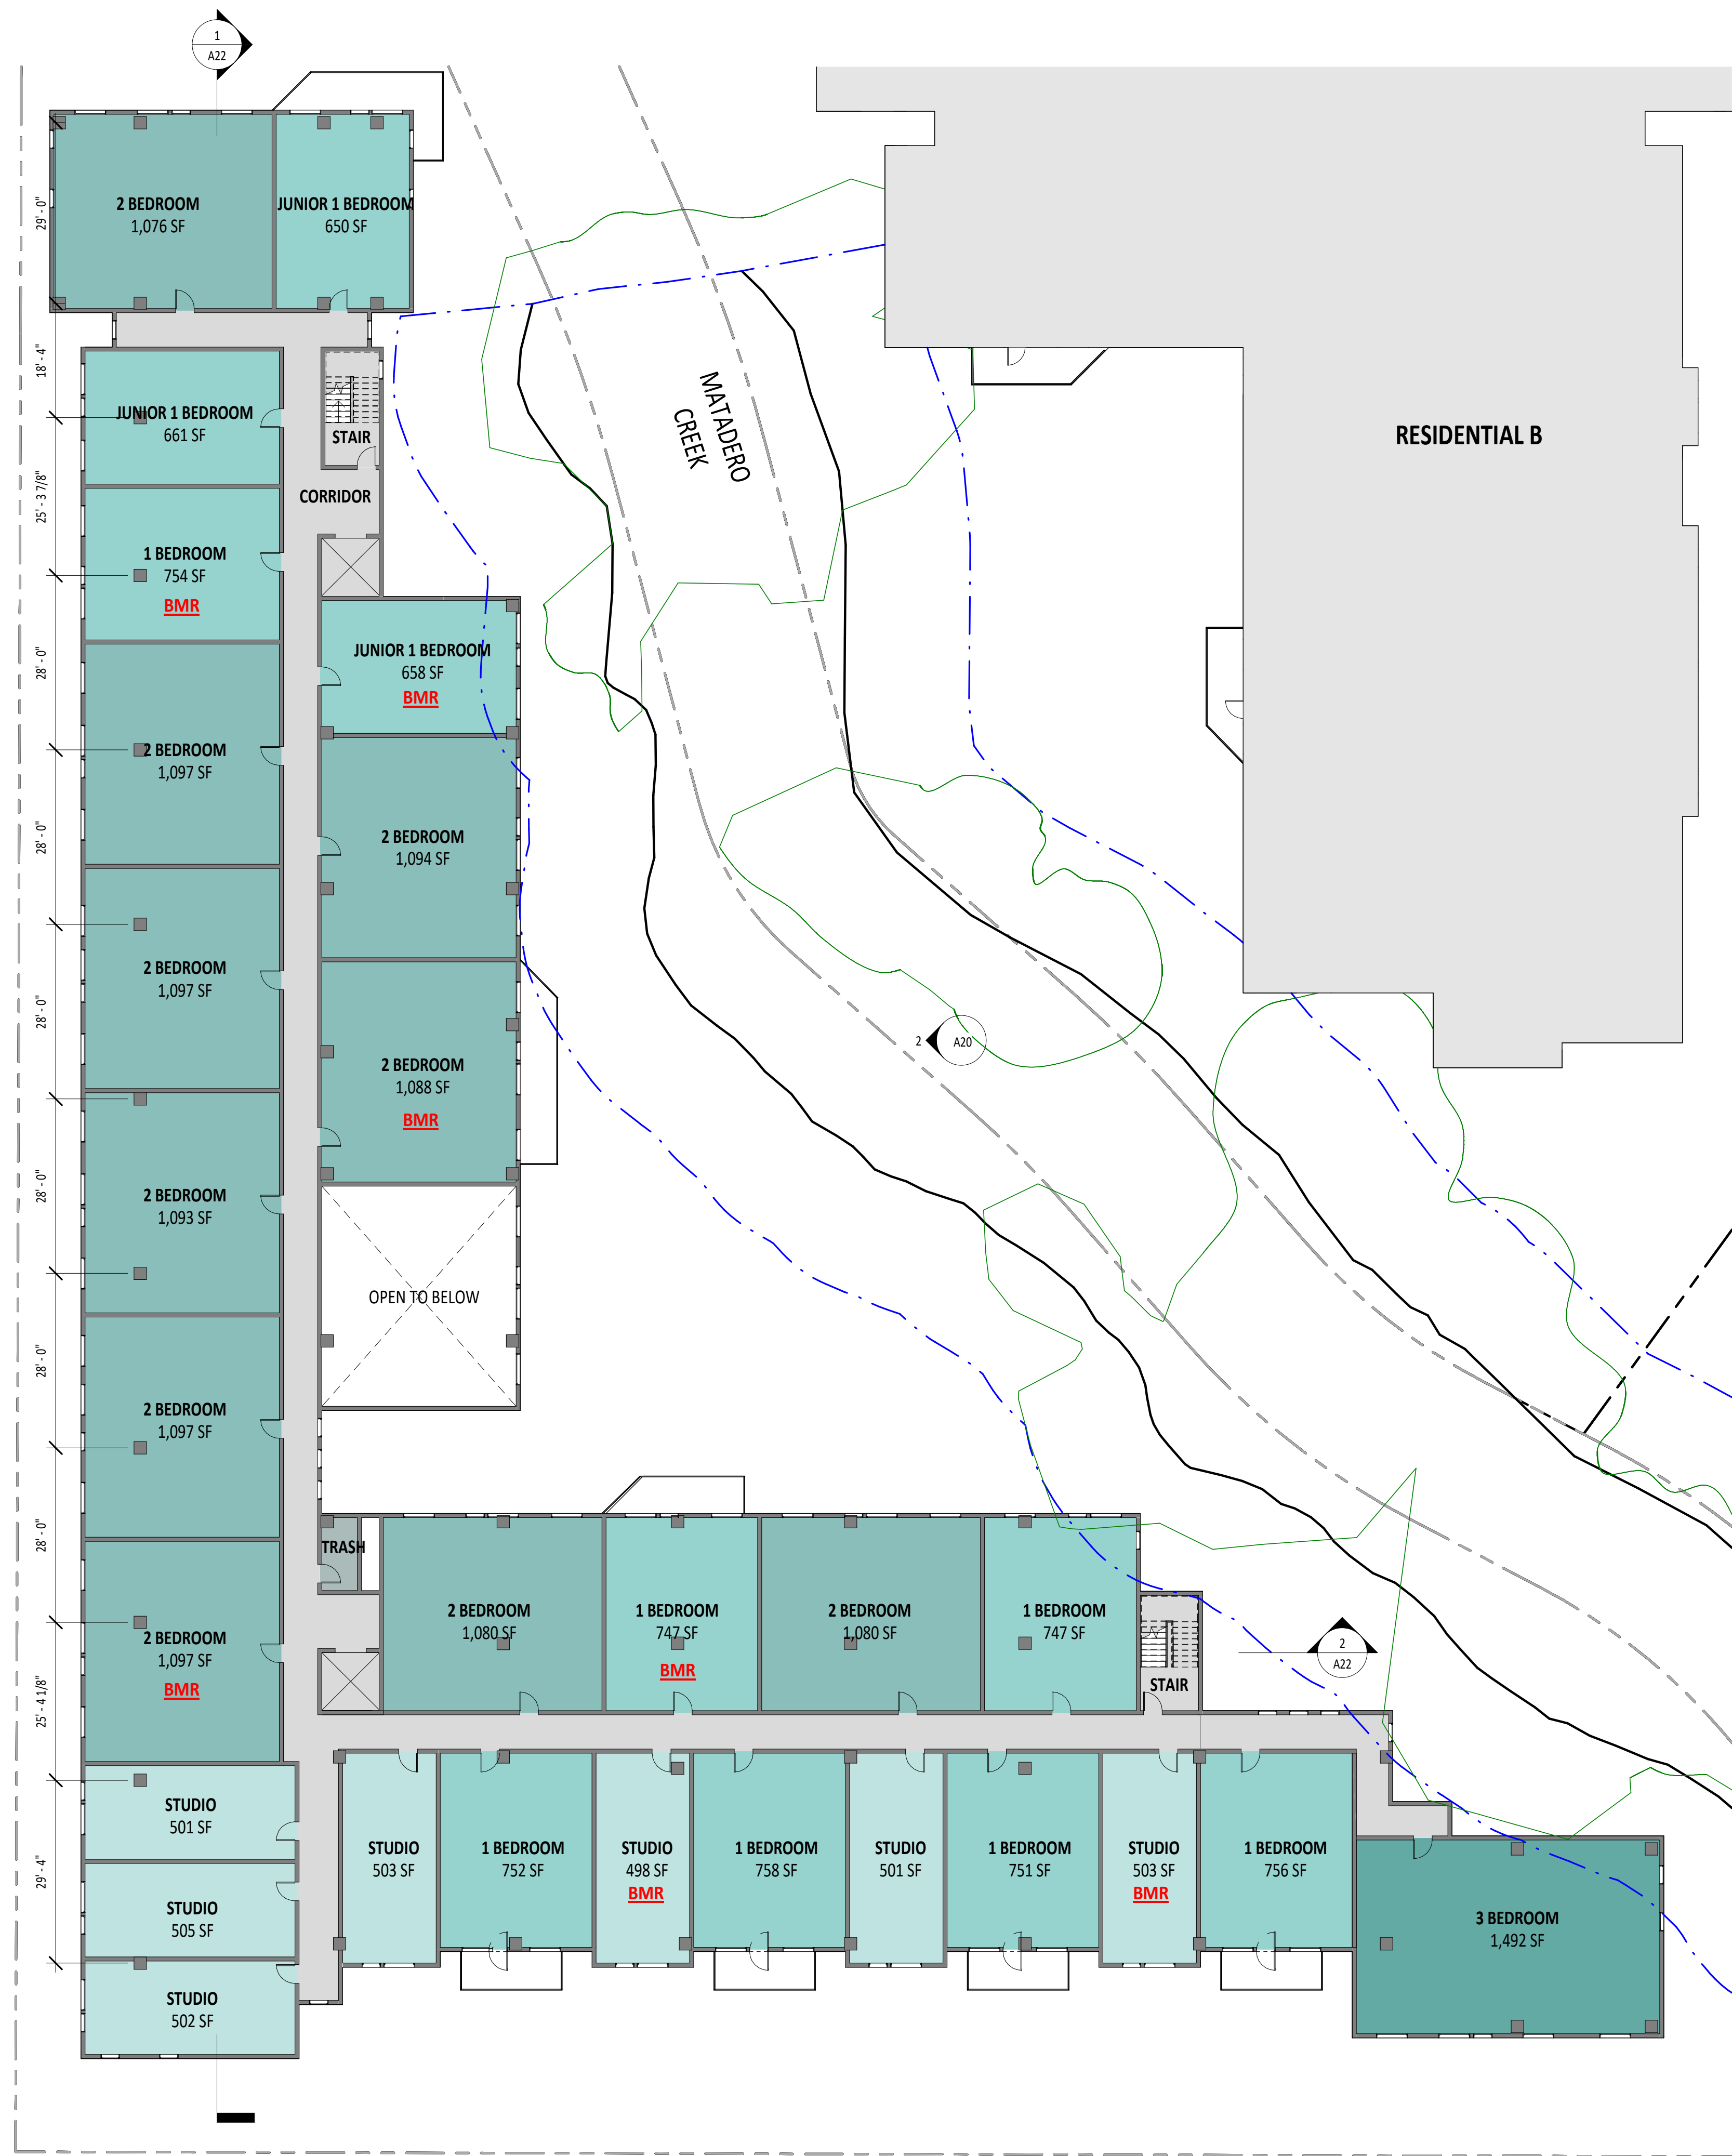 1
A22
2 BEDROOM
1,076 SF
JUNIOR 1 BEDROOM
650 SF
29' - 0"
18' - 4"
JUNIOR 1 BEDROOM
661 SF
STAIR
CORRIDOR
MATADERO
CREEK
RESIDENTIAL B
25' - 3 7/8"
1 BEDROOM
754 SF
BMR
28' - 0"
JUNIOR 1 BEDROOM
658 SF
BMR
2 BEDROOM
1,097 SF
28' - 0"
2 BEDROOM
1,094 SF
2 BEDROOM
1,097 SF
28' - 0"
2 BEDROOM
1,088 SF
BMR
2
A20
28' - 0"
2 BEDROOM
1,093 SF
OPEN TO BELOW
28' - 0"
2 BEDROOM
1,097 SF
28' - 0"
TRASH
2 BEDROOM
1,097 SF
BMR
2 BEDROOM
1,080 SF
1 BEDROOM
747 SF
BMR
2 BEDROOM
1,080 SF
1 BEDROOM
747 SF
STAIR
2
A22
25' - 4 1/8"
STUDIO
501 SF
29' - 4"
STUDIO
505 SF
STUDIO
502 SF
STUDIO
503 SF
1 BEDROOM
752 SF
STUDIO
498 SF
BMR
1 BEDROOM
758 SF
STUDIO
501 SF
1 BEDROOM
751 SF
STUDIO
503 SF
BMR
1 BEDROOM
756 SF
3 BEDROOM
1,492 SF